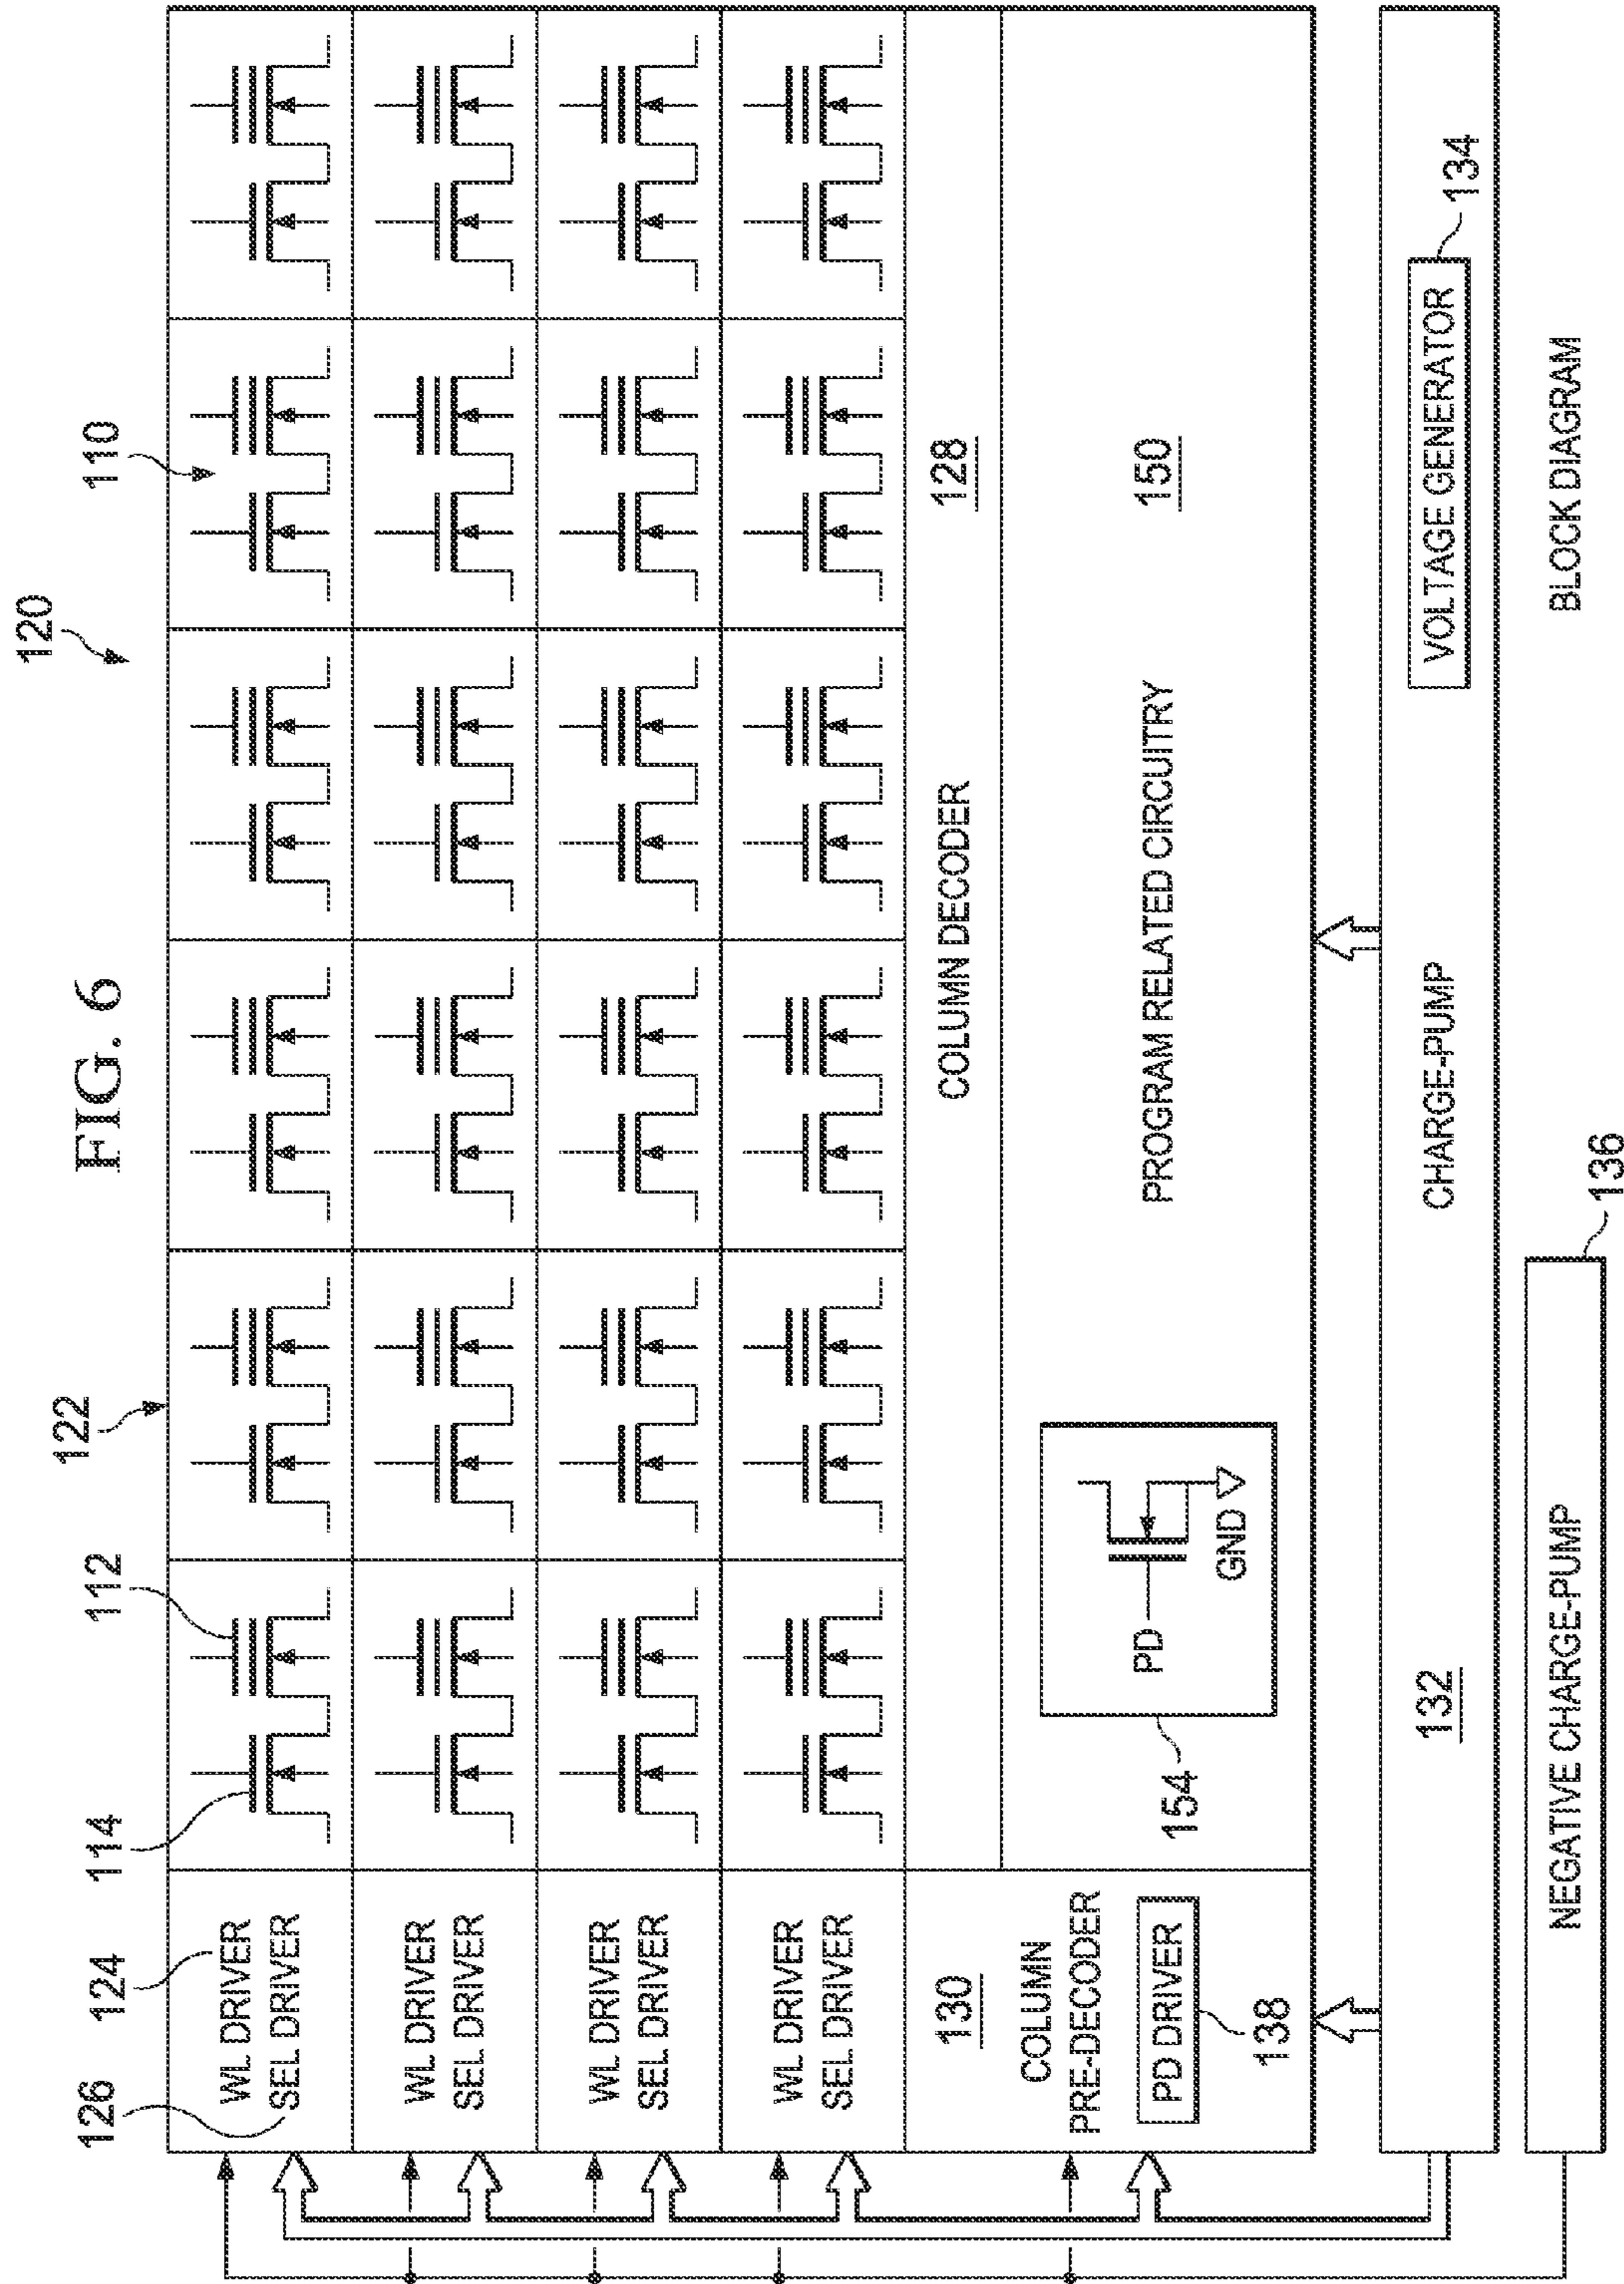 FIG. 6
120
110
122
112
114
124
126
WL DRIVER
SEL DRIVER
WL DRIVER
SEL DRIVER
WL DRIVER
SEL DRIVER
WL DRIVER
SEL DRIVER
COLUMN DECODER
128
130
COLUMN
PRE-DECODER
PD DRIVER
138
PROGRAM RELATED CIRCUITRY
150
PD
GND
154
132
CHARGE-PUMP
VOLTAGE GENERATOR
134
NEGATIVE CHARGE-PUMP
136
BLOCK DIAGRAM